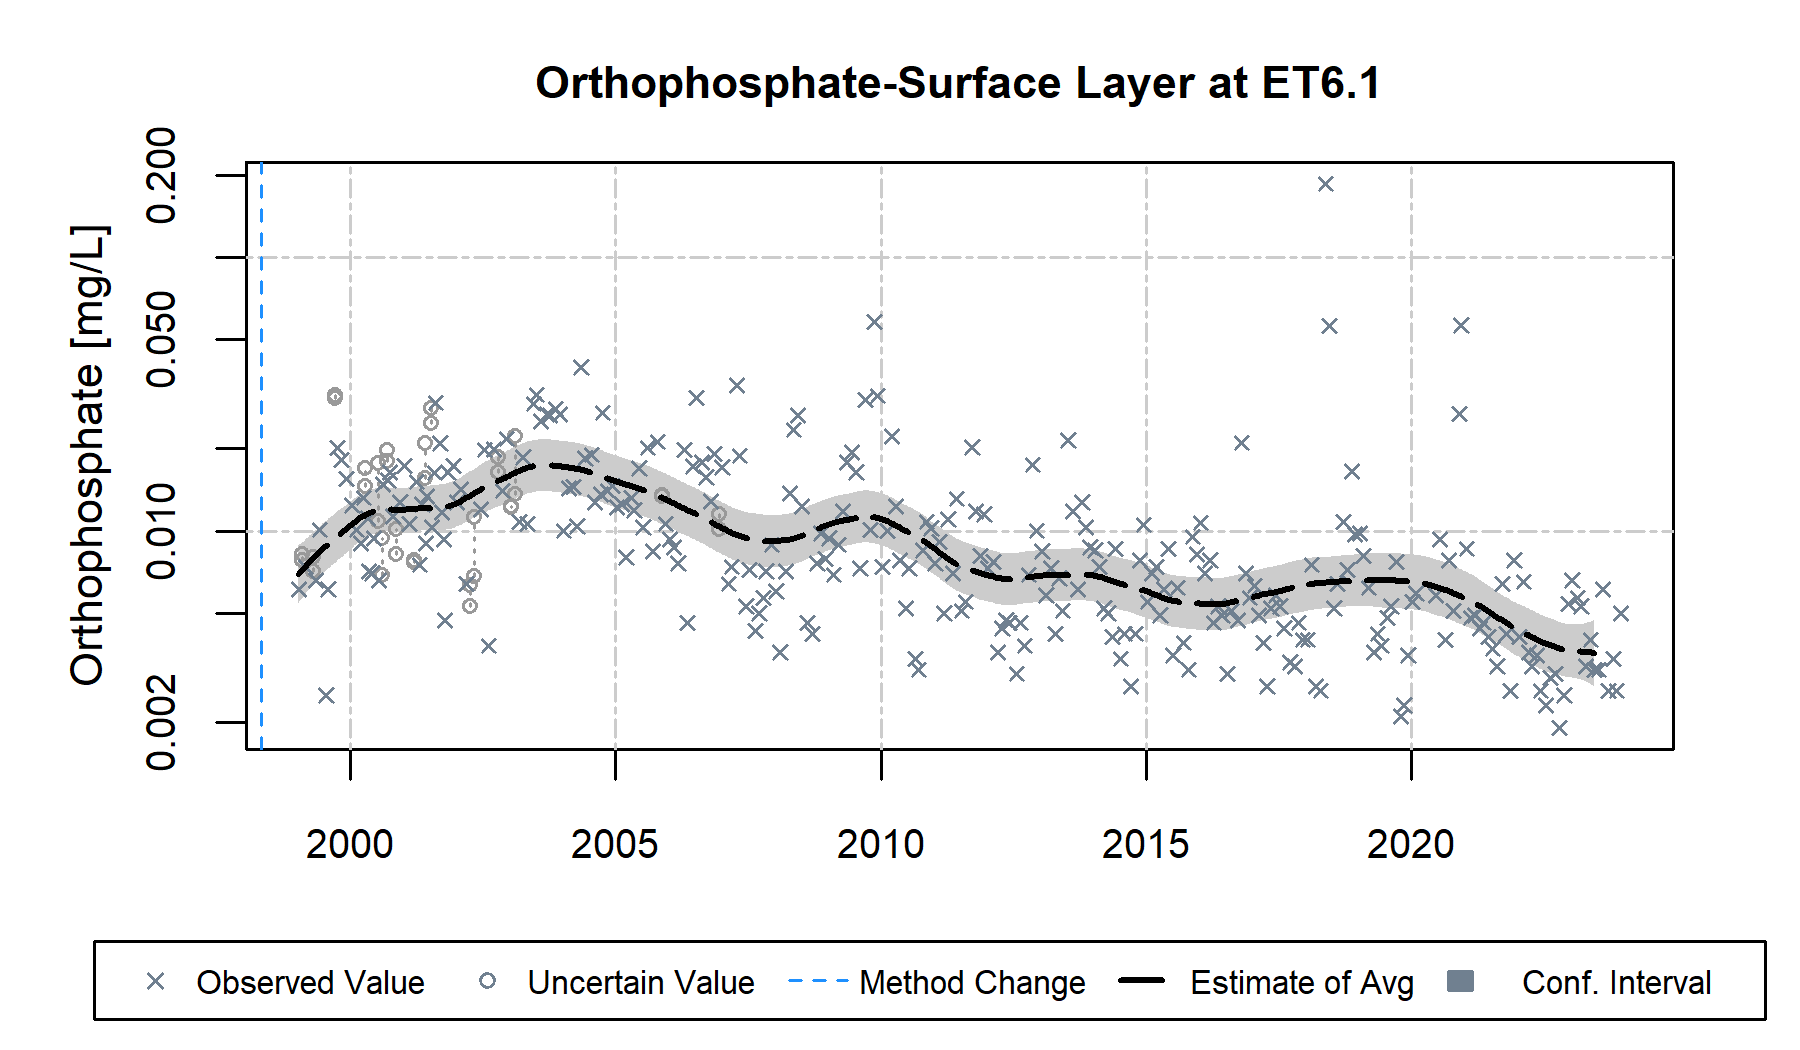 Orthophosphate-Surface Layer at ET6.1
Orthophosphate [mg/L]
0.200
0.050
0.010
0.002
2000 2005 2010 2015 2020
Observed Value Uncertain Value Method Change Estimate of Avg Conf. Interval